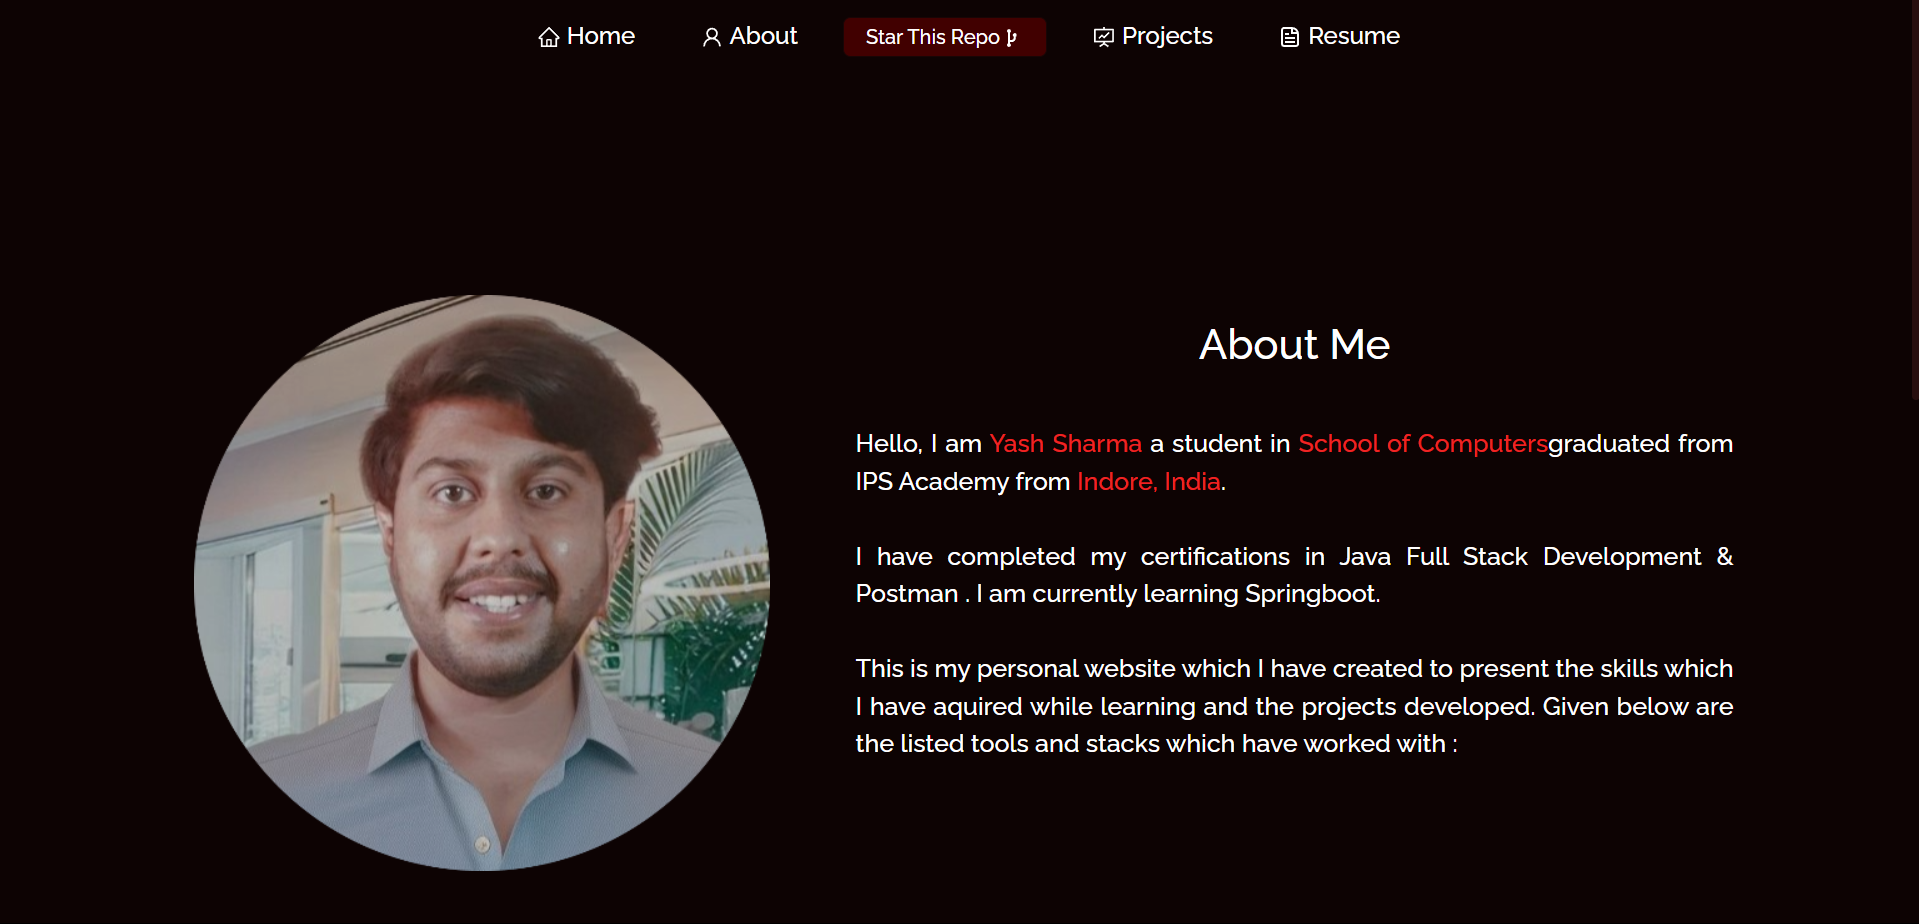 Home About Star This Repo Projects Resume
About Me
Hello, I am Yash Sharma a student in School of Computersgraduated from
IPS Academy from Indore, India.
I have completed my certifications in Java Full Stack Development &
Postman . I am currently learning Springboot.
This is my personal website which I have created to present the skills which
I have aquired while learning and the projects developed. Given below are
the listed tools and stacks which have worked with :